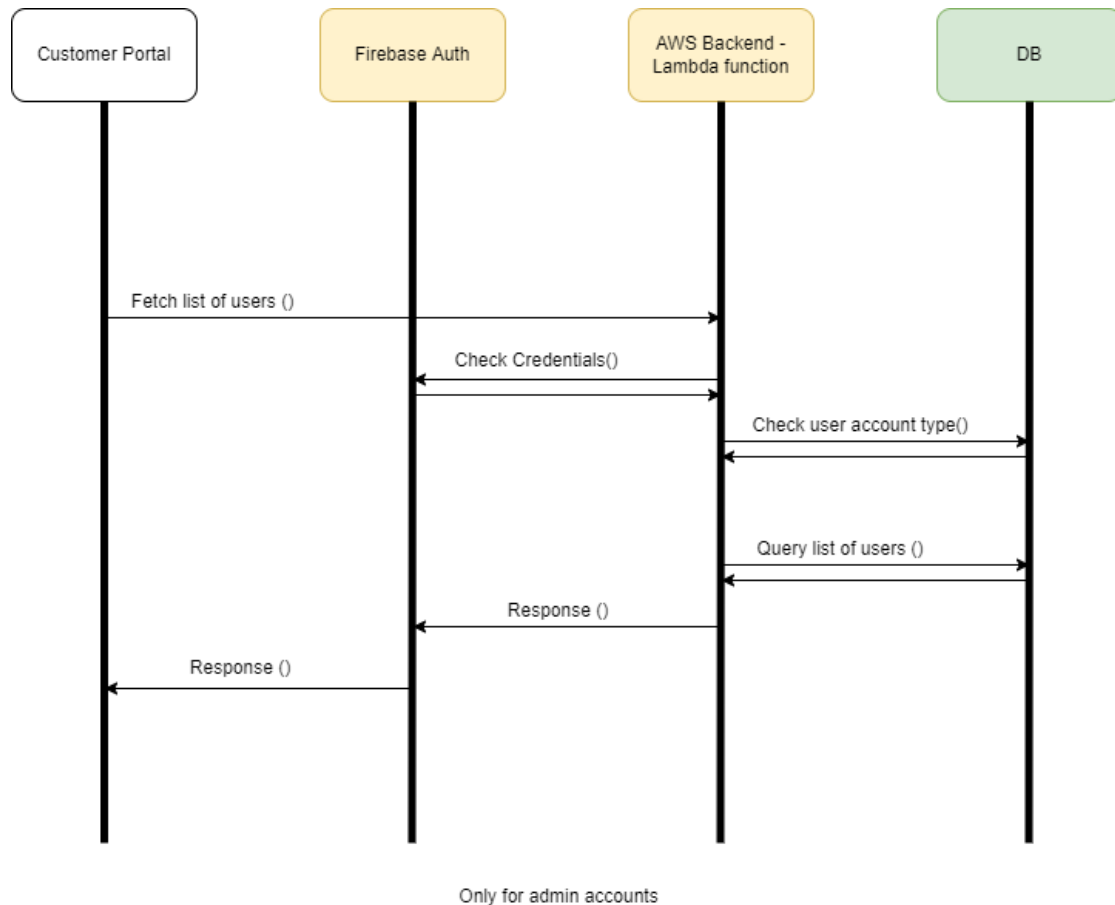 Customer Portal
Firebase Auth
AWS Backend -
Lambda function
DB
Fetch list of users ()
Check Credentials()
Check user account type()
Query list of users ()
Response ()
Response ()
Only for admin accounts